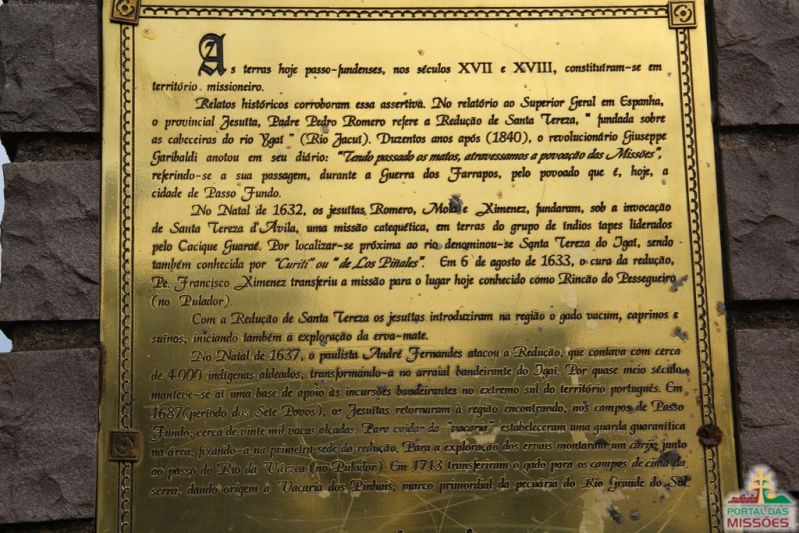 As terras hoje passo-fundenses, nos séculos XVII e XVIII, constituíram-se em
território missioneiro.
Relatos históricos corroboram essa assertiva. No relatório ao Superior Geral em Espanha,
o provincial Jesuíta, Padre Pedro Romero refere a Redução de Santa Tereza, " fundada sobre
as cabeceiras do rio Ygaí " (Rio Jacuí). Duzentos anos após (1840), o revolucionário Giuseppe
Garibaldi anotou em seu diário: "Tendo passado os matos, atravessamos a povoação das Missões",
referindo-se a sua passagem, durante a Guerra dos Farrapos, pelo povoado que é, hoje, a
cidade de Passo Fundo.
No Natal de 1632, os jesuítas Romero, Mola e Ximenez, fundaram, sob a invocação
de Santa Tereza d'Ávila, uma missão catequética, em terras do grupo de índios tapes liderados
pelo Cacique Guaraé. Por localizar-se próxima ao rio denominou-se Santa Tereza do Igaí, sendo
também conhecida por "Curiti" ou "de Los Piñales". Em 6 de agosto de 1633, o cura da redução,
Pe. Francisco Ximenez transferiu a missão para o lugar hoje conhecido como Rincão do Pessegueiro
(no Pulador).
Com a Redução de Santa Tereza os jesuítas introduziram na região o gado vacum, caprinos e
suínos, iniciando também a exploração da erva-mate.
No Natal de 1637, o paulista André Fernandes atacou a Redução, que contava com cerca
de 4.000 indígenas aldeados, transformando-a no arraial bandeirante do Igaí. Por quase meio século
manteve-se aí uma base de apoio às incursões bandeirantes no extremo sul do território português. Em
1687(período dos Sete Povos), os Jesuítas retornaram à região encontrando, nos campos de Passo
Fundo, cerca de vinte mil vacas alçadas. Para cuidar da "vacaria" estabeleceram uma guarda guaranítica
na área, fixando-a na primeira sede da redução. Para a exploração dos ervais montaram um carijo junto
ao passo do Rio da Várzea (no Pulador). Em 1713 transferiram o gado para os campos de cima da
serra, dando origem à Vacaria dos Pinhais, marco primordial da pecuária do Rio Grande do Sul.
PORTAL DAS
MISSÕES